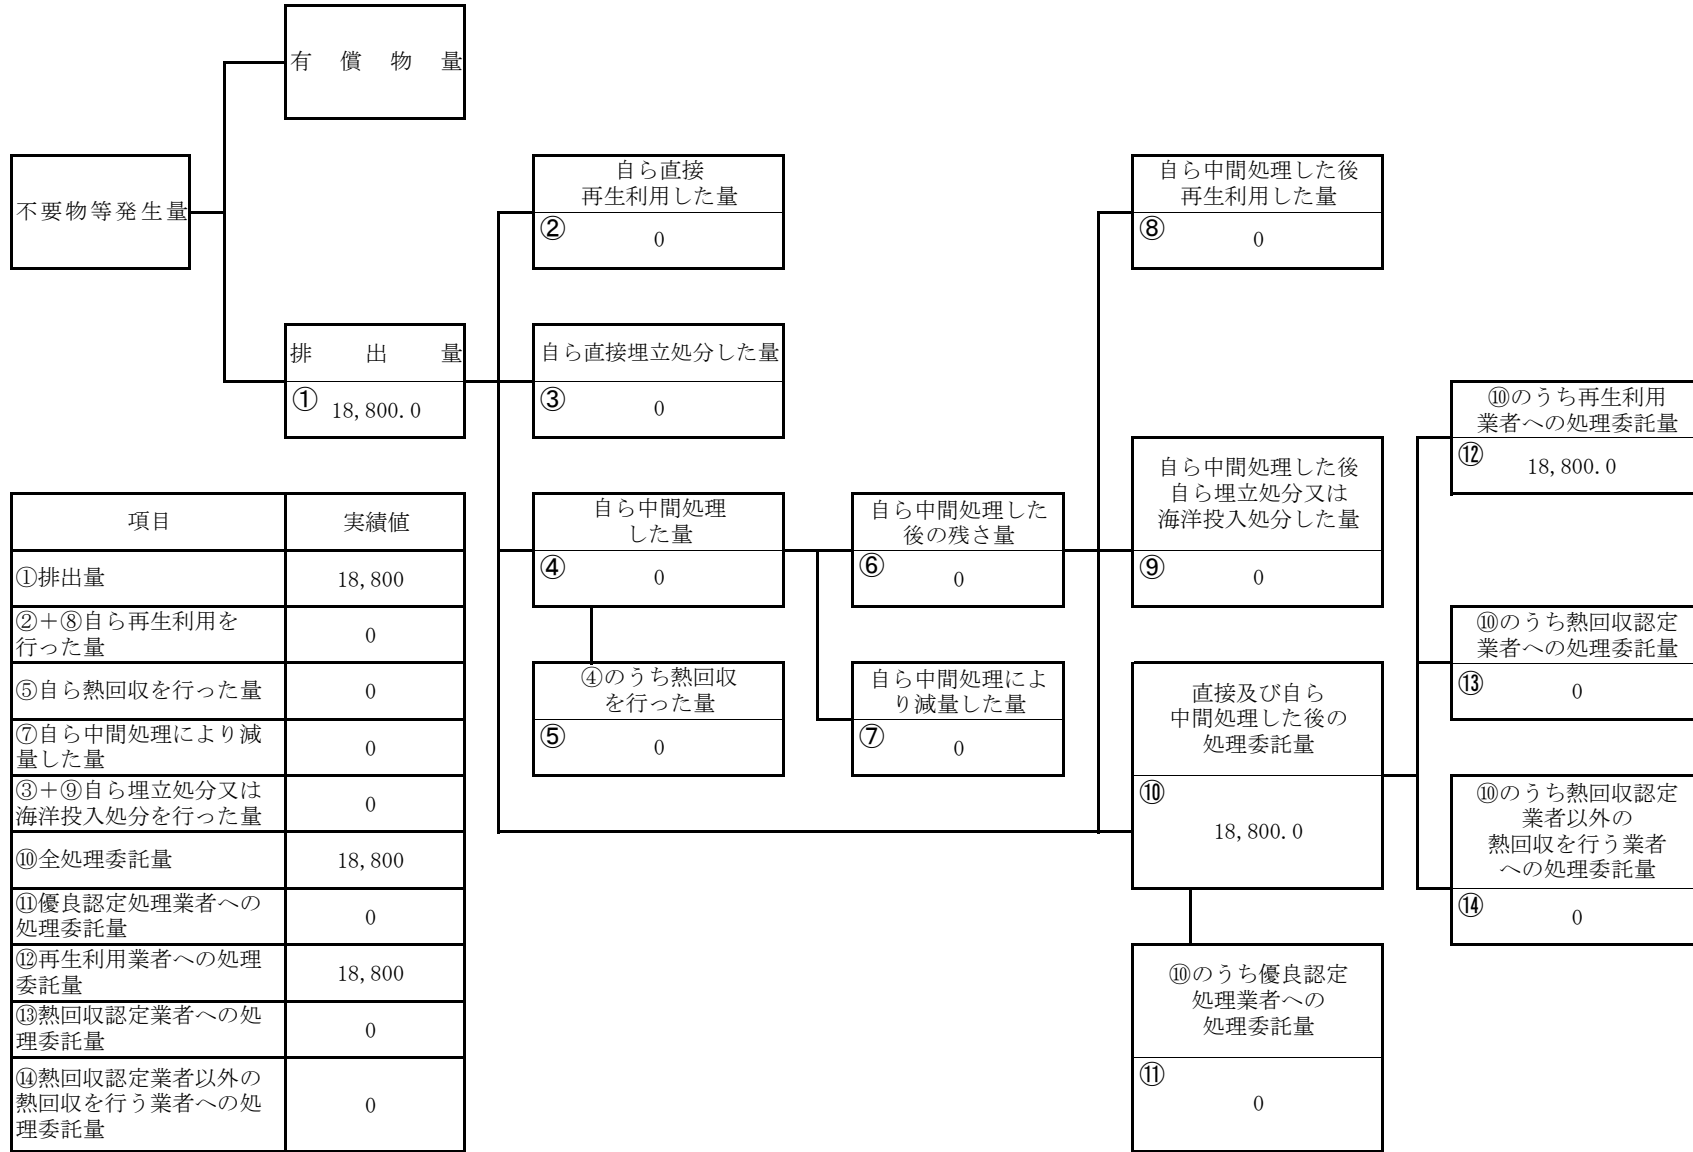 有償物量
不要物等発生量
排出量
① 18,800.0
自ら直接
再生利用した量
② 0
自ら直接埋立処分した量
③ 0
自ら中間処理
した量
④ 0
④のうち熱回収
を行った量
⑤ 0
自ら中間処理した
後の残さ量
⑥ 0
自ら中間処理によ
り減量した量
⑦ 0
自ら中間処理した後
再生利用した量
⑧ 0
自ら中間処理した後
自ら埋立処分又は
海洋投入処分した量
⑨ 0
直接及び自ら
中間処理した後の
処理委託量
⑩
18,800.0
⑩のうち優良認定
処理業者への
処理委託量
⑪
0
⑩のうち再生利用
業者への処理委託量
⑫ 18,800.0
⑩のうち熱回収認定
業者への処理委託量
⑬ 0
⑩のうち熱回収認定
業者以外の
熱回収を行う業者
への処理委託量
⑭ 0
項目 実績値
①排出量 18,800
②＋⑧自ら再生利用を
行った量 0
⑤自ら熱回収を行った量 0
⑦自ら中間処理により減
量した量 0
③＋⑨自ら埋立処分又は
海洋投入処分を行った量 0
⑩全処理委託量 18,800
⑪優良認定処理業者への
処理委託量 0
⑫再生利用業者への処理
委託量 18,800
⑬熱回収認定業者への処
理委託量 0
⑭熱回収認定業者以外の
熱回収を行う業者への処
理委託量 0